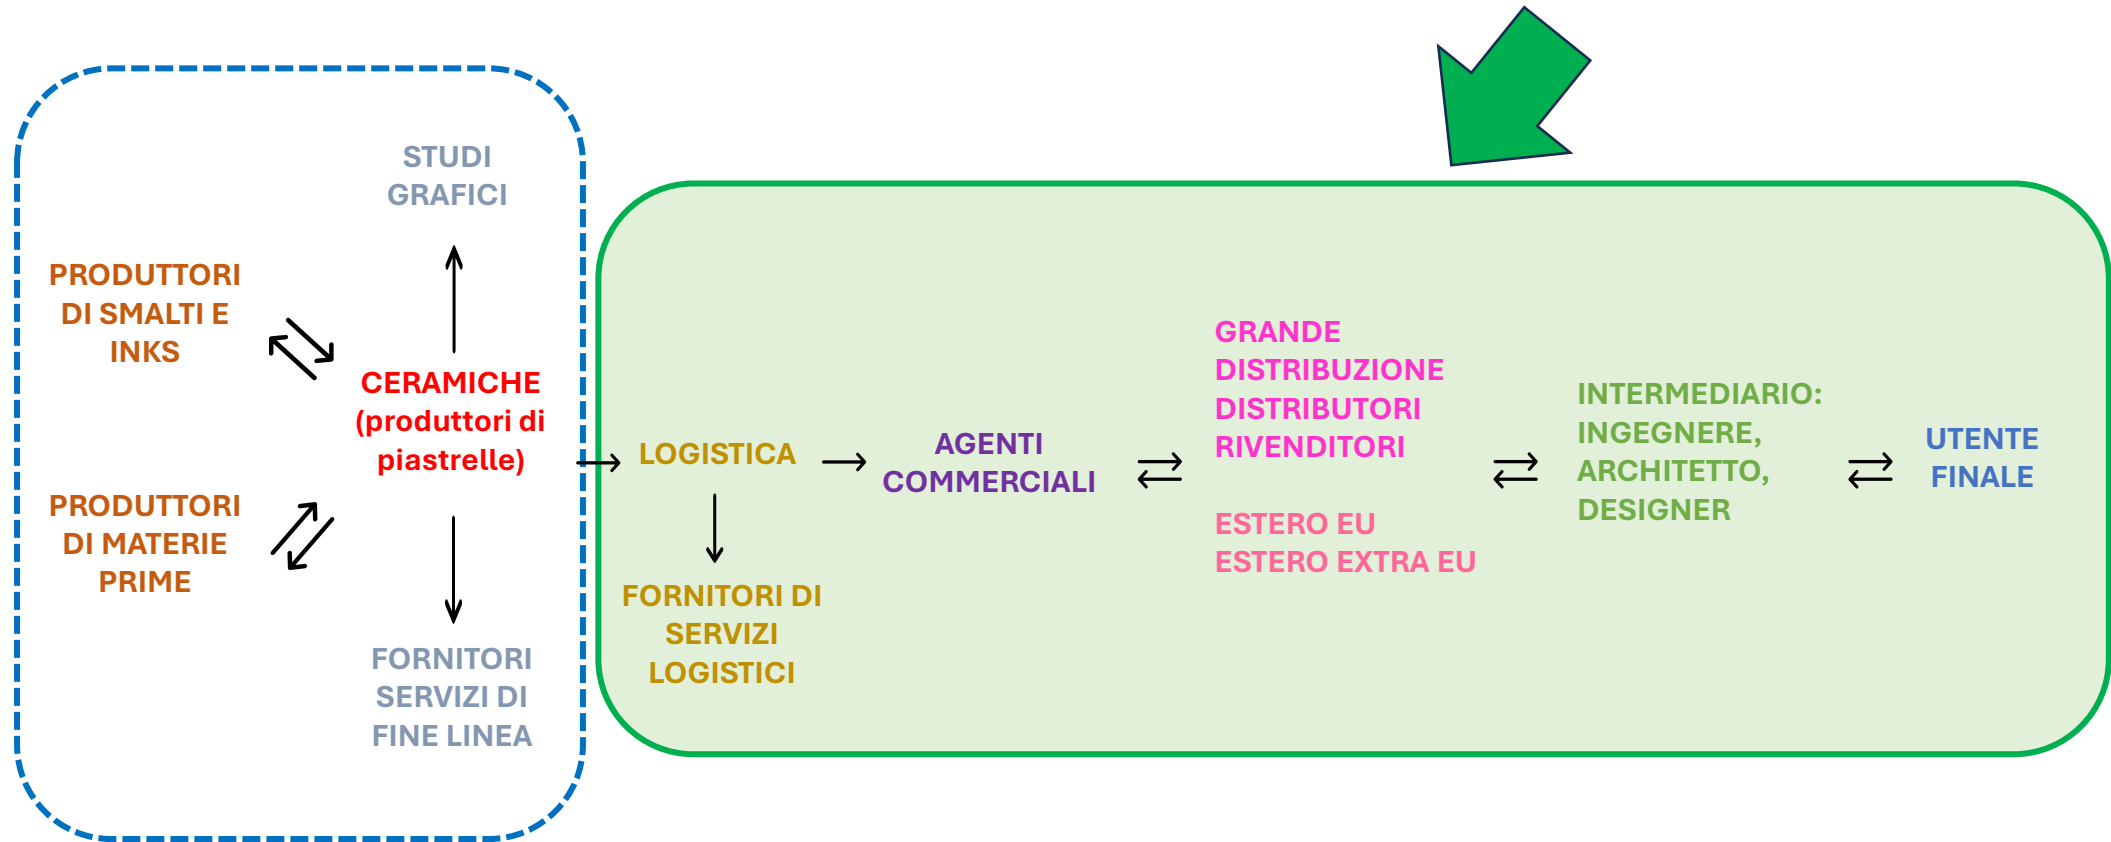 STUDI
GRAFICI
PRODUTTORI
DI SMALTI E
INKS
CERAMICHE
(produttori di
piastrelle)
PRODUTTORI
DI MATERIE
PRIME
FORNITORI
SERVIZI DI
FINE LINEA
LOGISTICA
FORNITORI DI
SERVIZI
LOGISTICI
AGENTI
COMMERCIALI
GRANDE
DISTRIBUZIONE
DISTRIBUTORI
RIVENDITORI
ESTERO EU
ESTERO EXTRA EU
INTERMEDIARIO:
INGEGNERE,
ARCHITETTO,
DESIGNER
UTENTE
FINALE